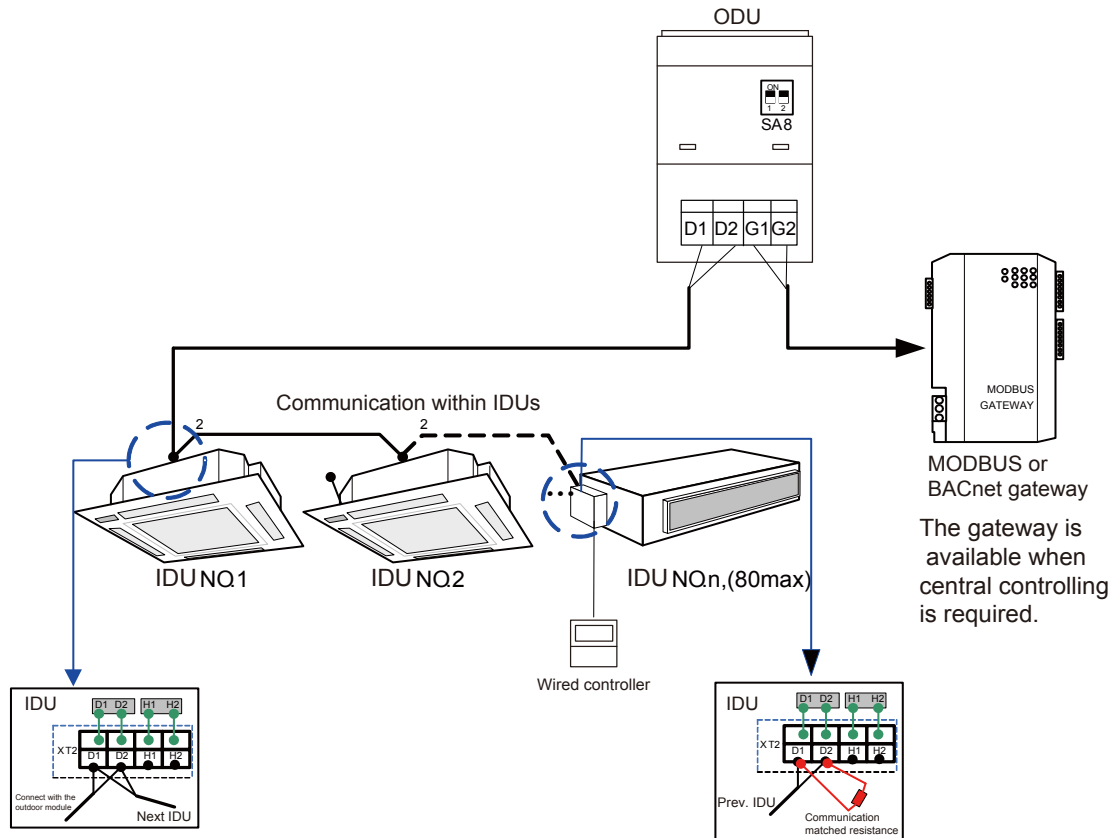 ODU
ON
1 2
SA8
D1 D2 G1 G2
MODBUS
GATEWAY
MODBUS or
BACnet gateway
The gateway is
available when
central controlling
is required.
Communication within IDUs
2
2
IDU NO.1
IDU NO.2
IDU NO.n,(80max)
Wired controller
IDU
D1 D2 H1 H2
XT2
D1 D2 H1 H2
Connect with the
outdoor module
Next IDU
IDU
D1 D2 H1 H2
XT2
D1 D2 H1 H2
Prev. IDU
Communication
matched resistance